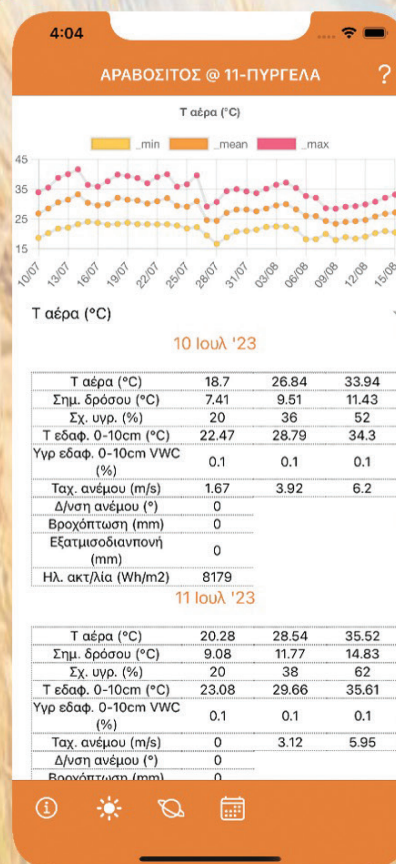 4:04
ΑΡΑΒΟΣΙΤΟΣ @ 11-ΠΥΡΓΕΛΑ ?
Τ αέρα (°C)
_min _mean _max
45
35
25
15
10/07 13/07 16/07 19/07 22/07 25/07 28/07 31/07 03/08 06/08 09/08 12/08 15/08
Τ αέρα (°C)
10 Ιουλ '23
Τ αέρα (°C) 18.7 26.84 33.94
Σημ. δρόσου (°C) 7.41 9.51 11.43
Σχ. υγρ. (%) 20 36 52
Τ εδαφ. 0-10cm (°C) 22.47 28.79 34.3
Υγρ εδαφ. 0-10cm VWC
(%) 0.1 0.1 0.1
Ταχ. ανέμου (m/s) 1.67 3.92 6.2
Δ/νση ανέμου (°) 0
Βροχόπτωση (mm) 0
Εξατμισοδιανπονή
(mm) 0
Ηλ. ακτ/λία (Wh/m2) 8179
11 Ιουλ '23
Τ αέρα (°C) 20.28 28.54 35.52
Σημ. δρόσου (°C) 9.08 11.77 14.83
Σχ. υγρ. (%) 20 38 62
Τ εδαφ. 0-10cm (°C) 23.08 29.66 35.61
Υγρ εδαφ. 0-10cm VWC
(%) 0.1 0.1 0.1
Ταχ. ανέμου (m/s) 0 3.12 5.95
Δ/νση ανέμου (°) 0
Βροχόπτωση (mm) 0